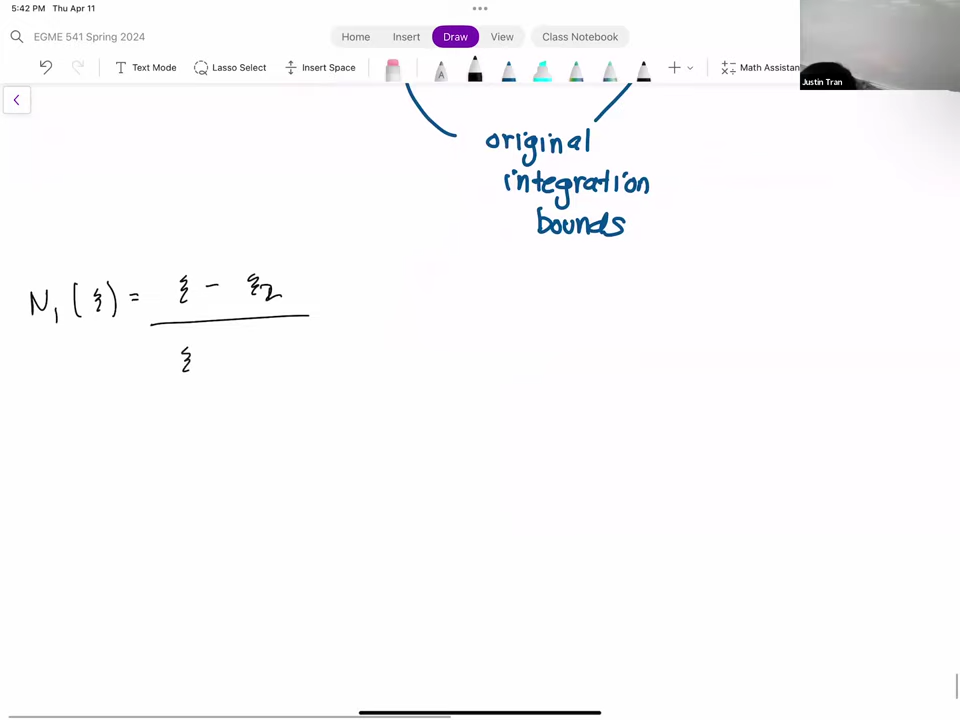 5:42 PM Thu Apr 11
EGME 541 Spring 2024
Home Insert Draw View Class Notebook
Text Mode Lasso Select Insert Space Math Assistan
Justin Tran
original
integration
bounds
N₁(ξ) = ξ - ξ₂
ξ